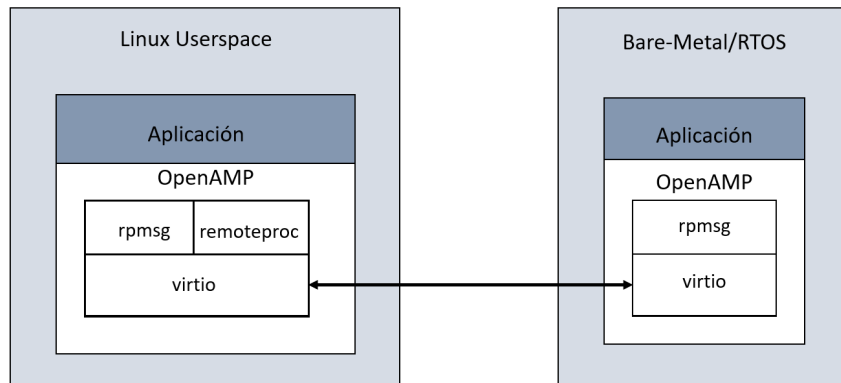 Linux Userspace
Aplicación
OpenAMP
rpmsg
remoteproc
virtio
Bare-Metal/RTOS
Aplicación
OpenAMP
rpmsg
virtio